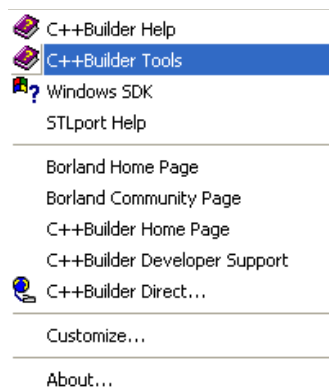 C++Builder Help
C++Builder Tools
Windows SDK
STLport Help
Borland Home Page
Borland Community Page
C++Builder Home Page
C++Builder Developer Support
C++Builder Direct...
Customize...
About...